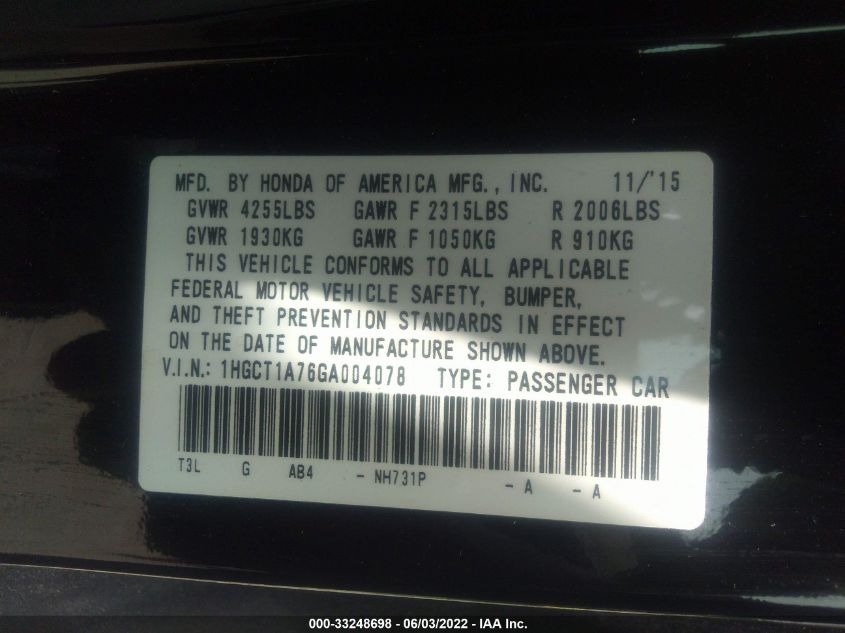 MFD. BY HONDA OF AMERICA MFG., INC. 11/'15
GVWR 4255LBS GAWR F 2315LBS R 2006LBS
GVWR 1930KG GAWR F 1050KG R 910KG
THIS VEHICLE CONFORMS TO ALL APPLICABLE
FEDERAL MOTOR VEHICLE SAFETY, BUMPER,
AND THEFT PREVENTION STANDARDS IN EFFECT
ON THE DATE OF MANUFACTURE SHOWN ABOVE.
V.I.N.: 1HGCT1A76GA004078 TYPE: PASSENGER CAR
T3L G AB4 - NH731P - A - A
000-33248698 - 06/03/2022 - IAA Inc.